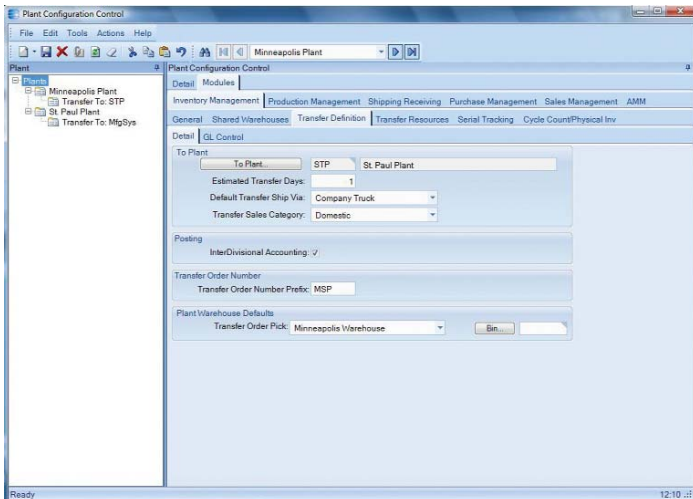 Plant Configuration Control
File Edit Tools Actions Help
Minneapolis Plant
Plant
Plants
Minneapolis Plant
Transfer To: STP
St. Paul Plant
Transfer To: MfgSys
Plant Configuration Control
Detail Modules
Inventory Management Production Management Shipping Receiving Purchase Management Sales Management AMM
General Shared Warehouses Transfer Definition Transfer Resources Serial Tracking Cycle Count/Physical Inv
Detail GL Control
To Plant
To Plant... STP St. Paul Plant
Estimated Transfer Days: 1
Default Transfer Ship Via: Company Truck
Transfer Sales Category: Domestic
Posting
InterDivisional Accounting:
Transfer Order Number
Transfer Order Number Prefix: MSP
Plant Warehouse Defaults
Transfer Order Pick: Minneapolis Warehouse Bin...
Ready 12:10